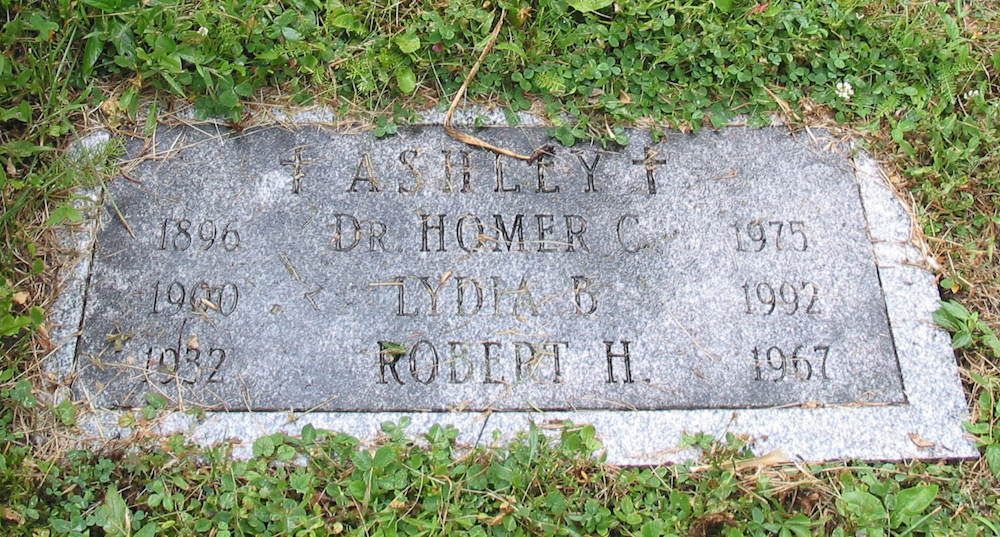 † ASHLEY †
1896 DR. HOMER C. 1975
1900 LYDIA B. 1992
1932 ROBERT H. 1967